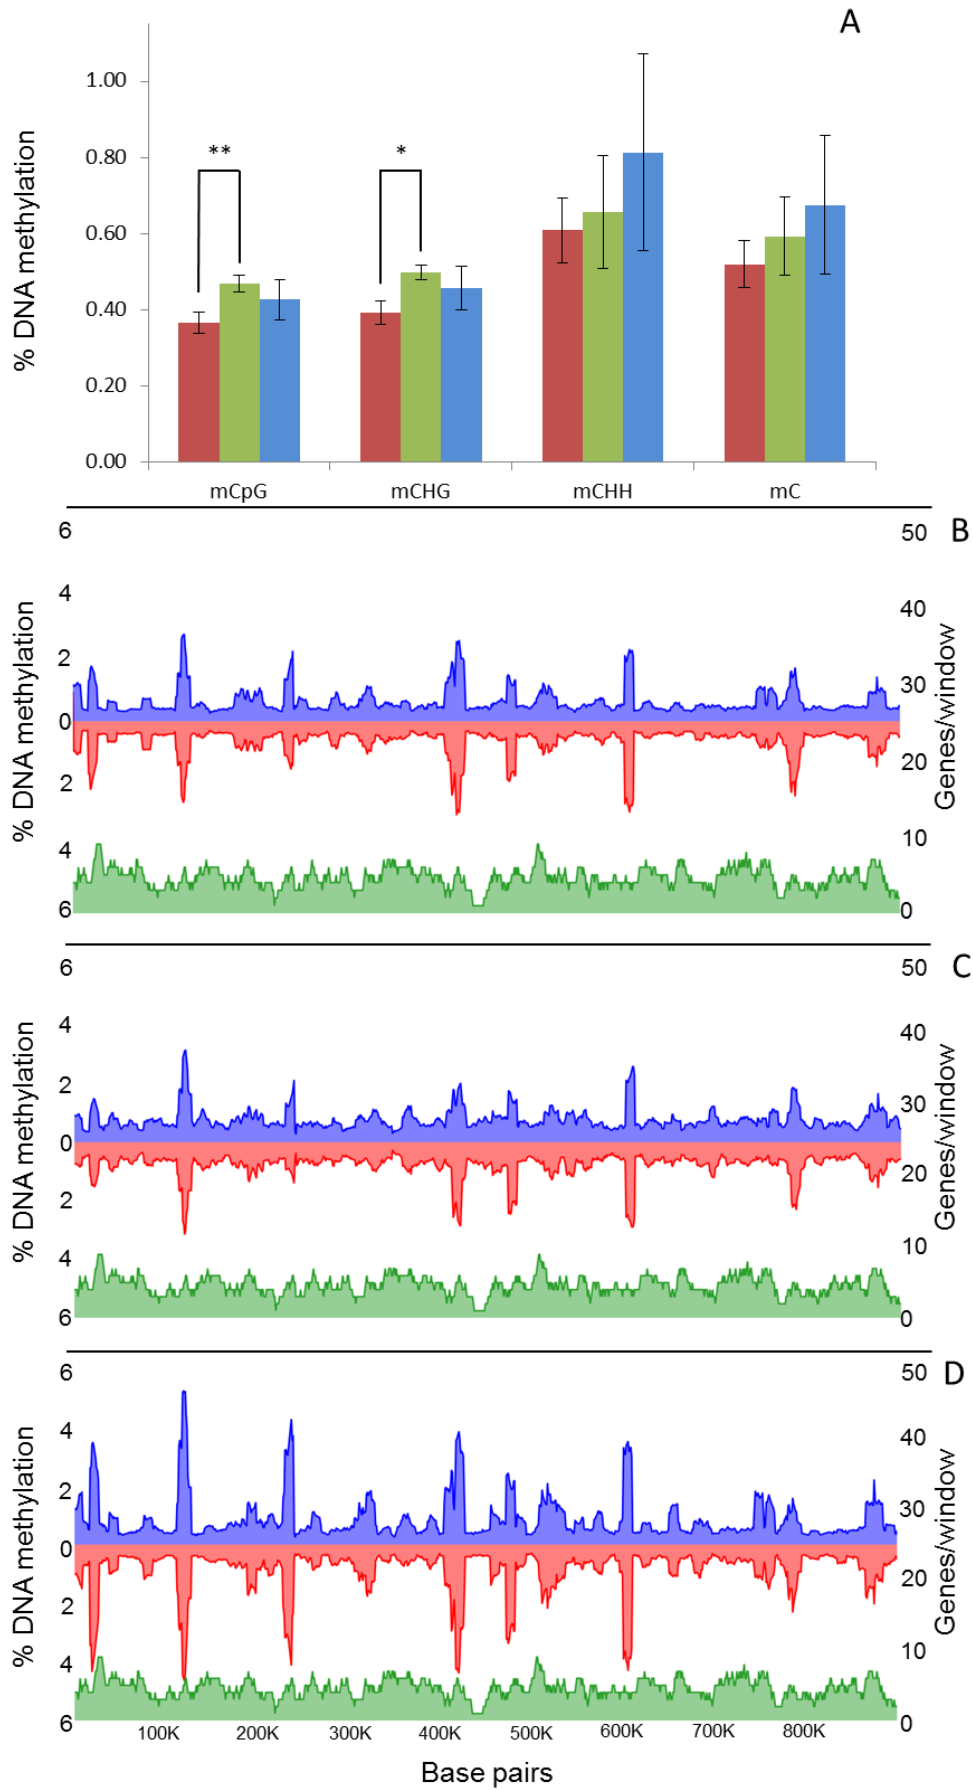 A
% DNA methylation
1.00
0.80
0.60
0.40
0.20
0.00
**
*
mCpG
mCHG
mCHH
mC
B
% DNA methylation
6
4
2
0
2
4
6
50
40
30
20
10
0
Genes/window
C
% DNA methylation
6
4
2
0
2
4
6
50
40
30
20
10
0
Genes/window
D
% DNA methylation
6
4
2
0
2
4
6
50
40
30
20
10
0
Genes/window
100K 200K 300K 400K 500K 600K 700K 800K
Base pairs